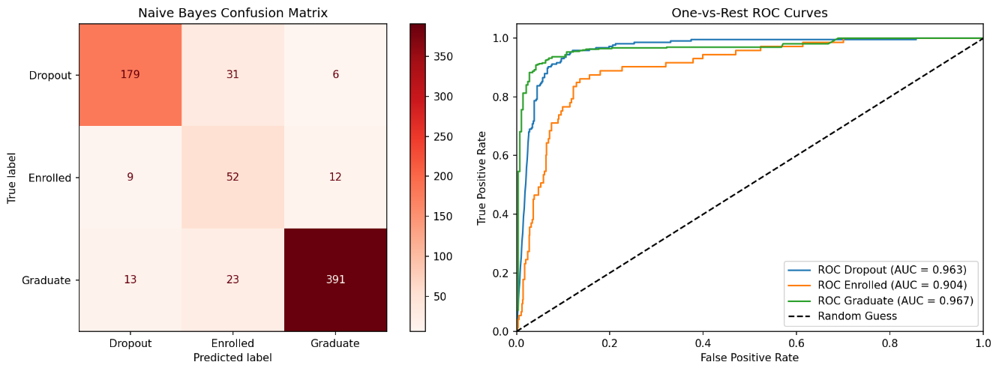 Naive Bayes Confusion Matrix
True label
Dropout
Enrolled
Graduate
179
31
6
9
52
12
13
23
391
Dropout
Enrolled
Graduate
Predicted label
350
300
250
200
150
100
50
One-vs-Rest ROC Curves
True Positive Rate
1.0
0.8
0.6
0.4
0.2
0.0
0.0
0.2
0.4
0.6
0.8
1.0
False Positive Rate
ROC Dropout (AUC = 0.963)
ROC Enrolled (AUC = 0.904)
ROC Graduate (AUC = 0.967)
Random Guess